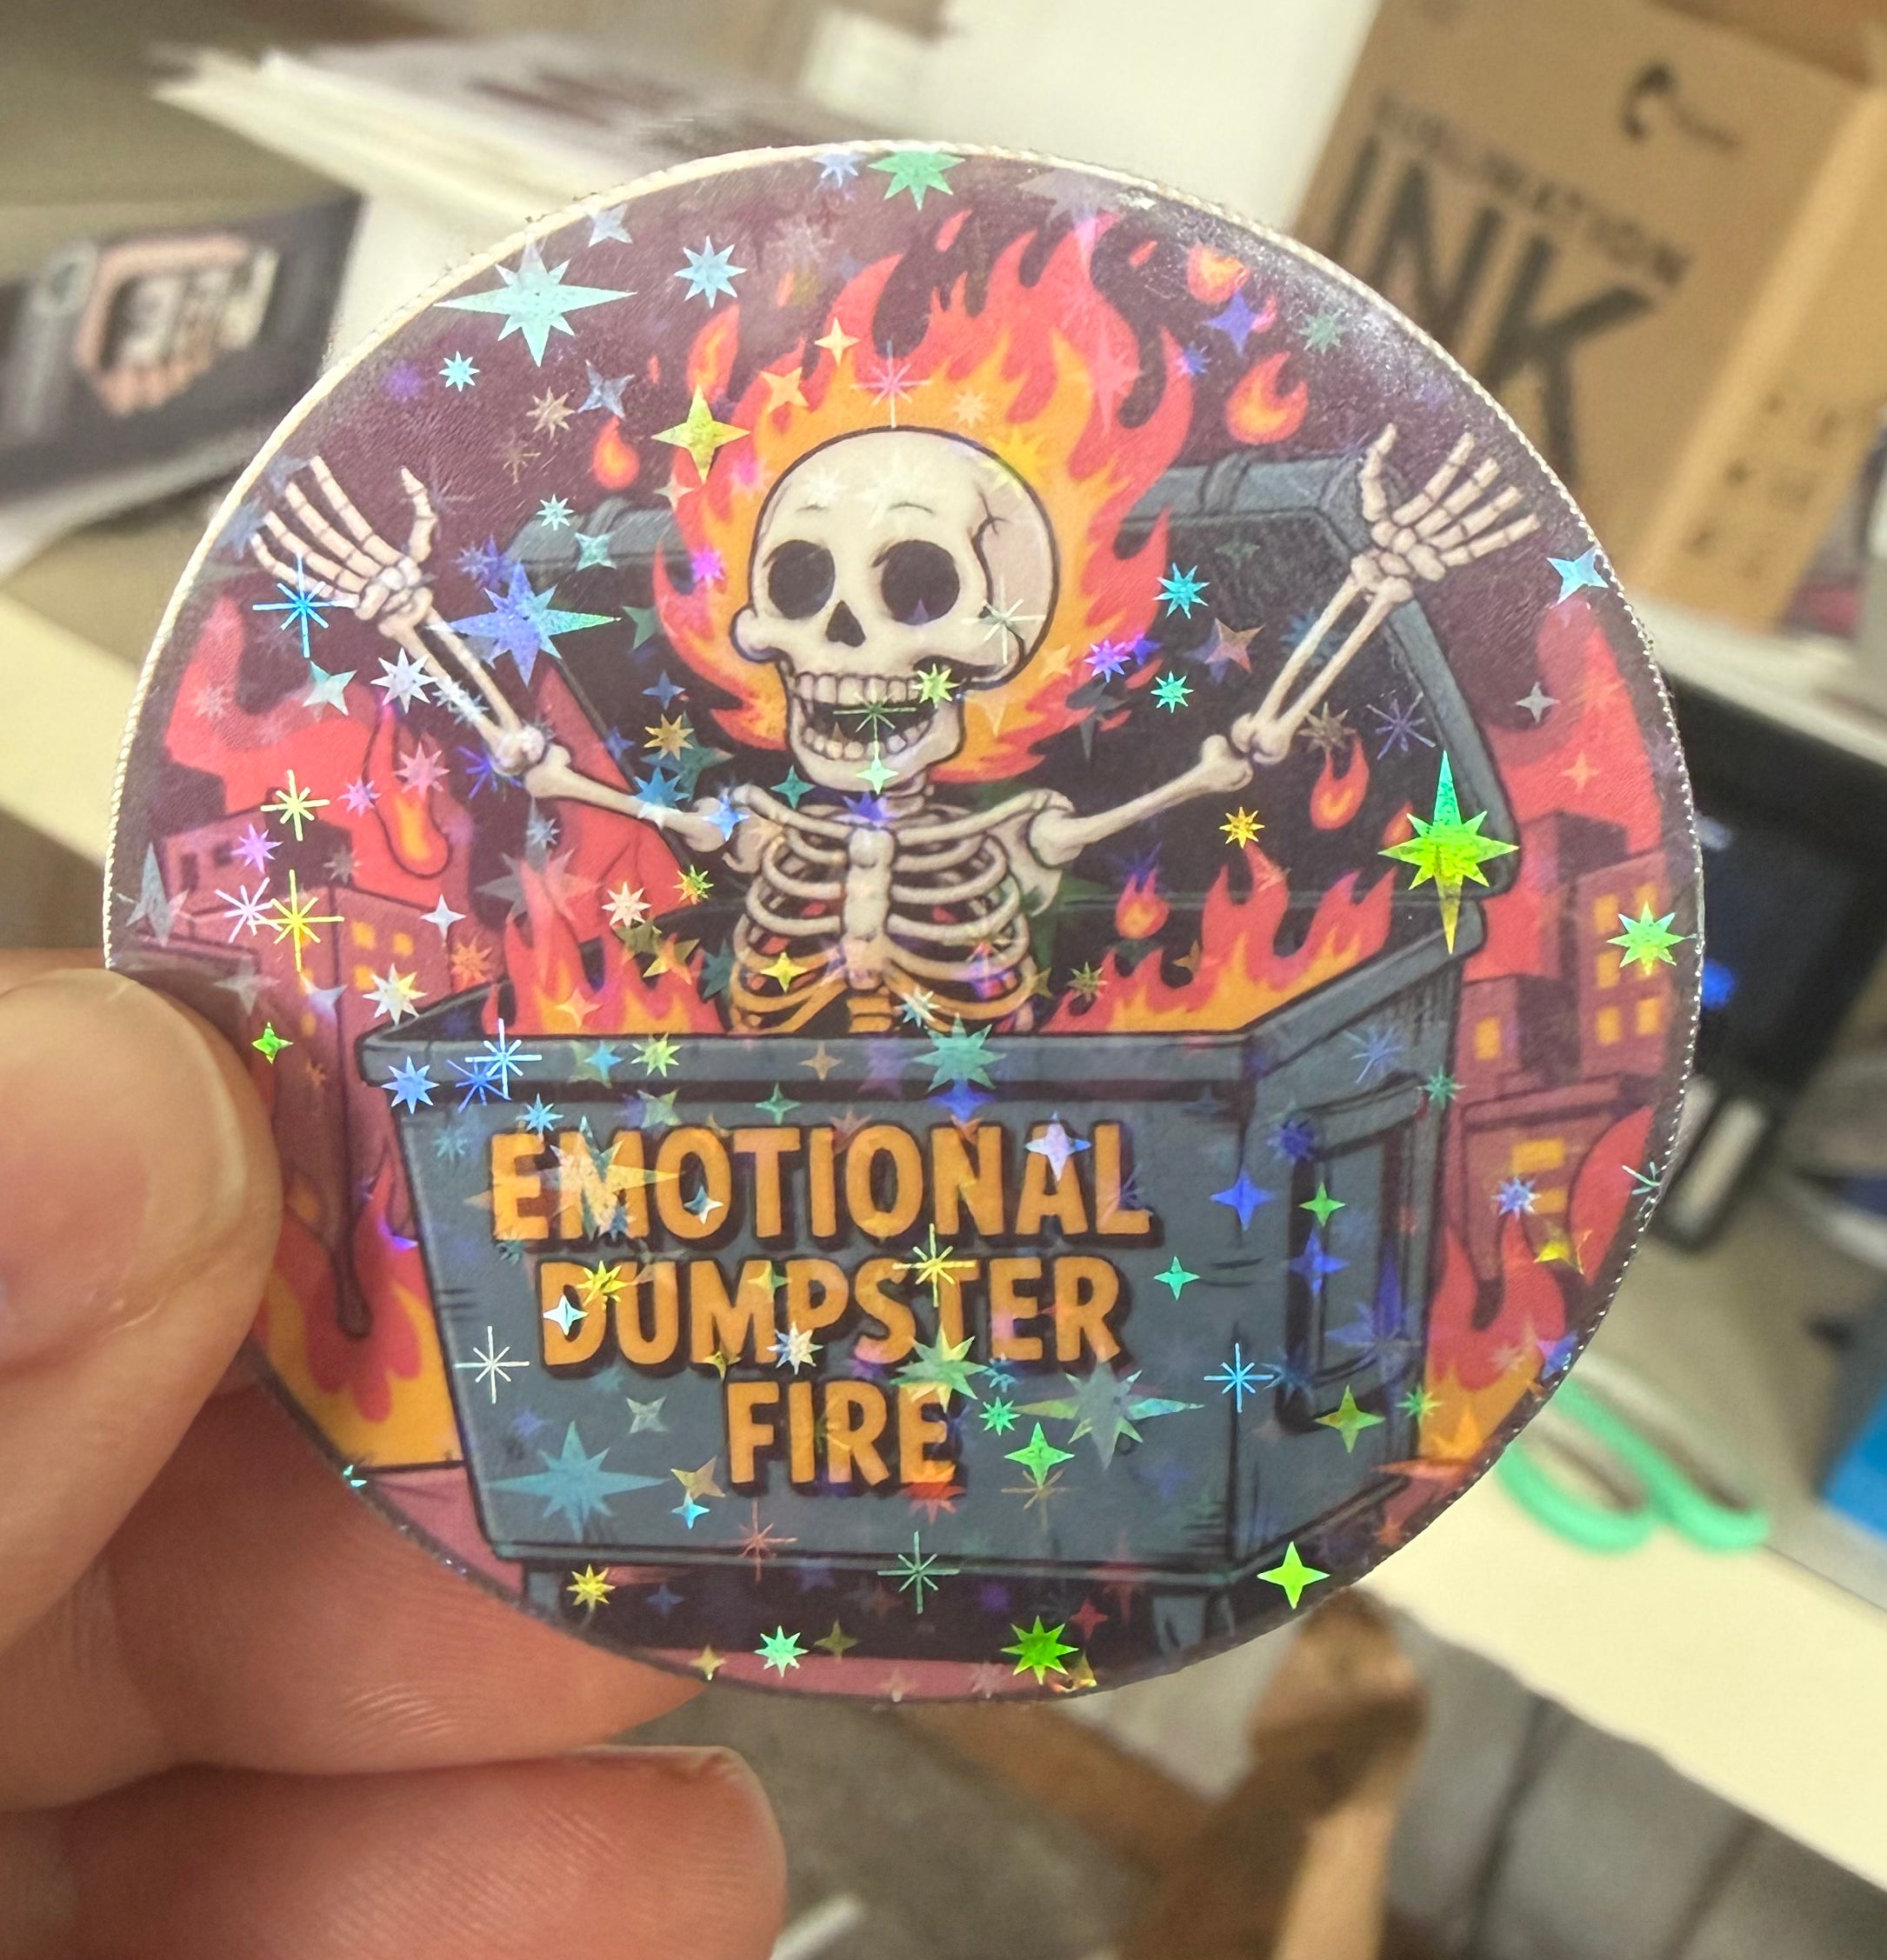 INK
EMOTIONAL
DUMPSTER
FIRE